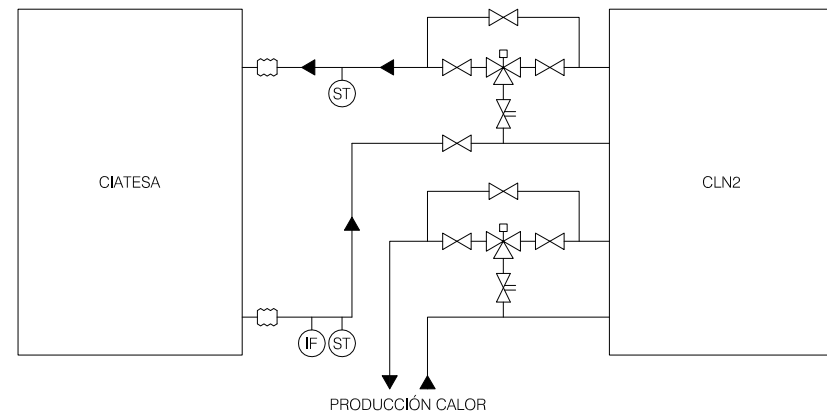 ST
CIATESA
CLN2
IF ST
PRODUCCIÓN CALOR